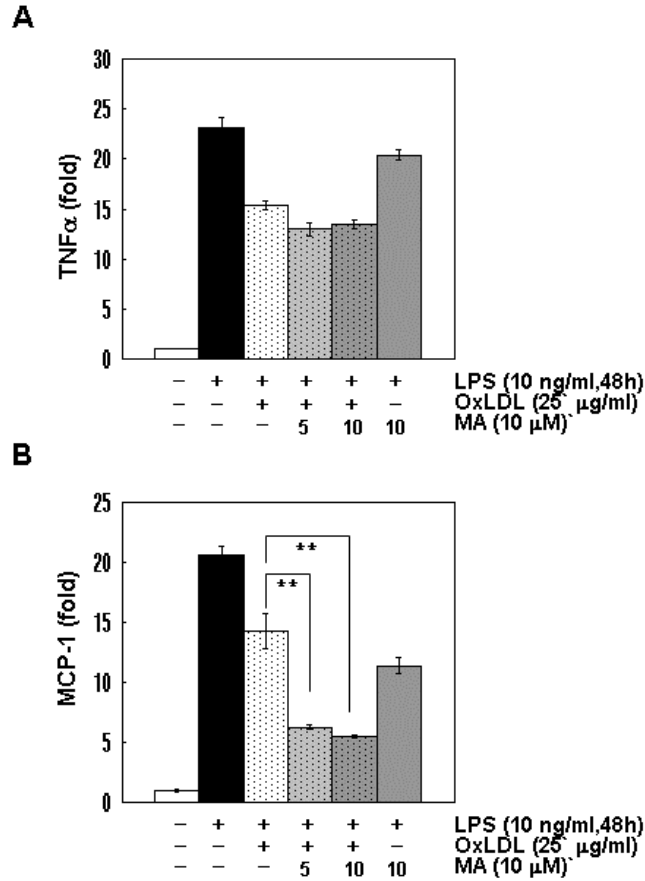 A
30
25
20
15
10
5
0
TNFα (fold)
− + + + + + LPS (10 ng/ml,48h)
− − + + + − OxLDL (25` μg/ml)
− − − 5 10 10 MA (10 μM)`
B
25
20
15
10
5
0
MCP-1 (fold)
**
**
− + + + + + LPS (10 ng/ml,48h)
− − + + + − OxLDL (25` μg/ml)
− − − 5 10 10 MA (10 μM)`